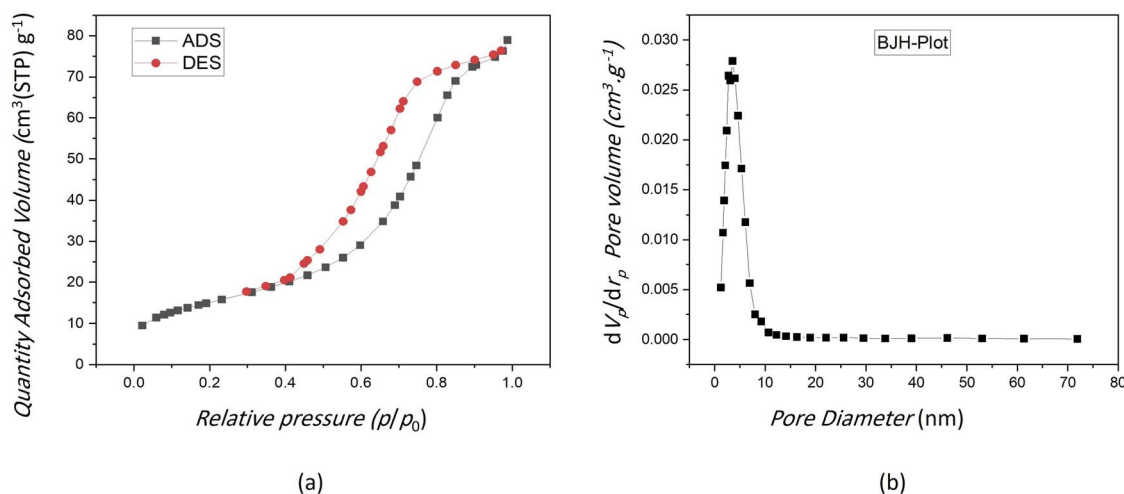 ADS
DES
Quantity Adsorbed Volume (cm³(STP) g⁻¹
80
70
60
50
40
30
20
10
0
0.0 0.2 0.4 0.6 0.8 1.0
Relative pressure (p/p₀)
(a)
BJH-Plot
dVₚ/drₚ Pore volume (cm³.g⁻¹)
0.030
0.025
0.020
0.015
0.010
0.005
0.000
0 10 20 30 40 50 60 70 80
Pore Diameter (nm)
(b)